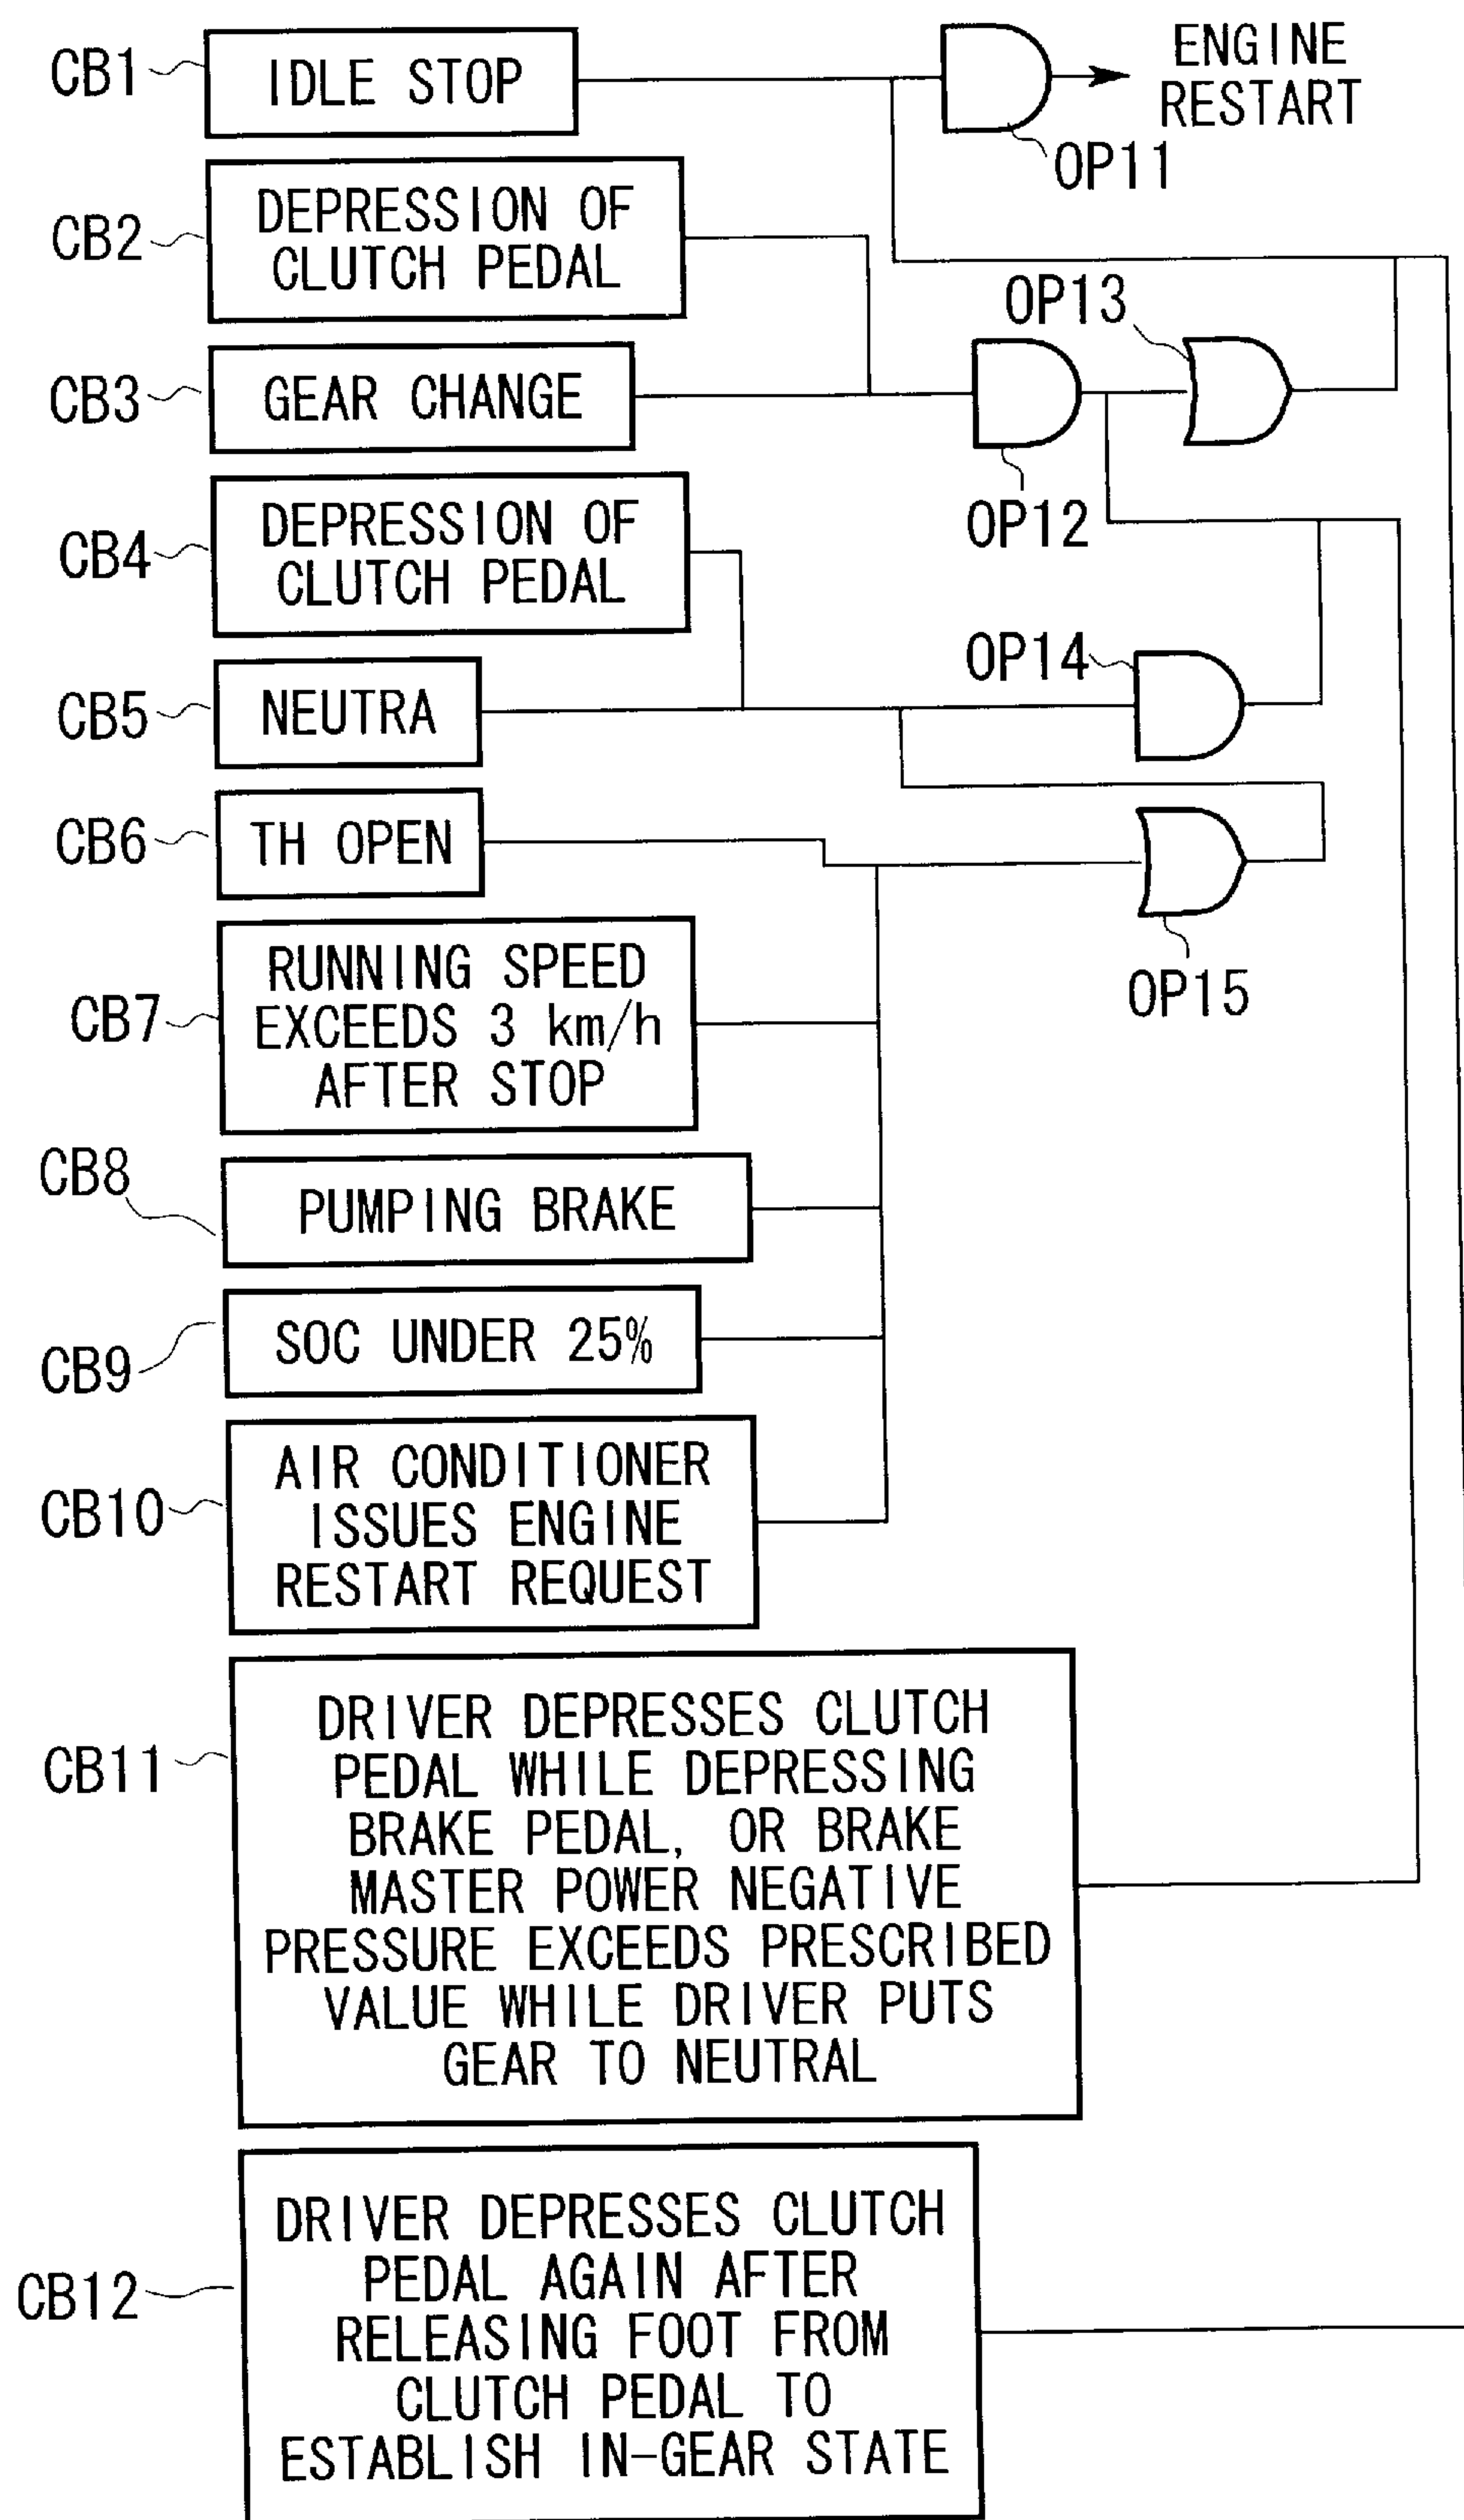 CB1
IDLE STOP
ENGINE
RESTART
OP11
CB2
DEPRESSION OF
CLUTCH PEDAL
OP13
CB3
GEAR CHANGE
OP12
CB4
DEPRESSION OF
CLUTCH PEDAL
OP14
CB5
NEUTRA
CB6
TH OPEN
OP15
CB7
RUNNING SPEED
EXCEEDS 3 km/h
AFTER STOP
CB8
PUMPING BRAKE
CB9
SOC UNDER 25%
CB10
AIR CONDITIONER
ISSUES ENGINE
RESTART REQUEST
CB11
DRIVER DEPRESSES CLUTCH
PEDAL WHILE DEPRESSING
BRAKE PEDAL, OR BRAKE
MASTER POWER NEGATIVE
PRESSURE EXCEEDS PRESCRIBED
VALUE WHILE DRIVER PUTS
GEAR TO NEUTRAL
CB12
DRIVER DEPRESSES CLUTCH
PEDAL AGAIN AFTER
RELEASING FOOT FROM
CLUTCH PEDAL TO
ESTABLISH IN-GEAR STATE